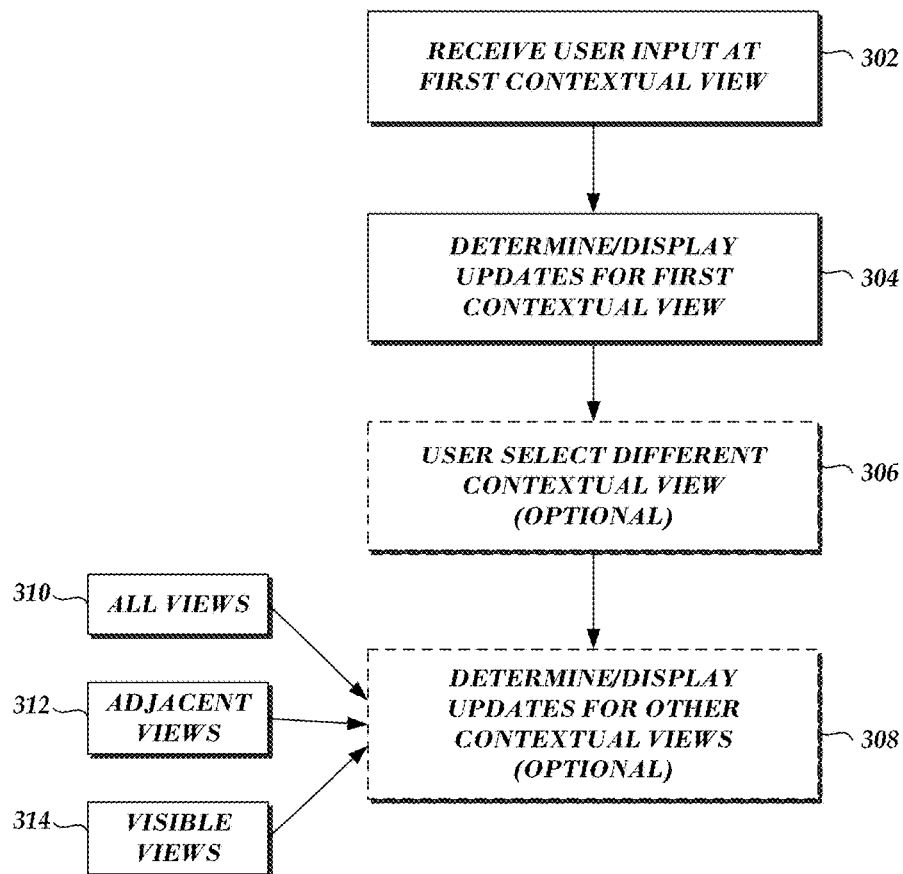 RECEIVE USER INPUT AT
FIRST CONTEXTUAL VIEW
302
DETERMINE/DISPLAY
UPDATES FOR FIRST
CONTEXTUAL VIEW
304
USER SELECT DIFFERENT
CONTEXTUAL VIEW
(OPTIONAL)
306
310
ALL VIEWS
312
ADJACENT
VIEWS
314
VISIBLE
VIEWS
DETERMINE/DISPLAY
UPDATES FOR OTHER
CONTEXTUAL VIEWS
(OPTIONAL)
308